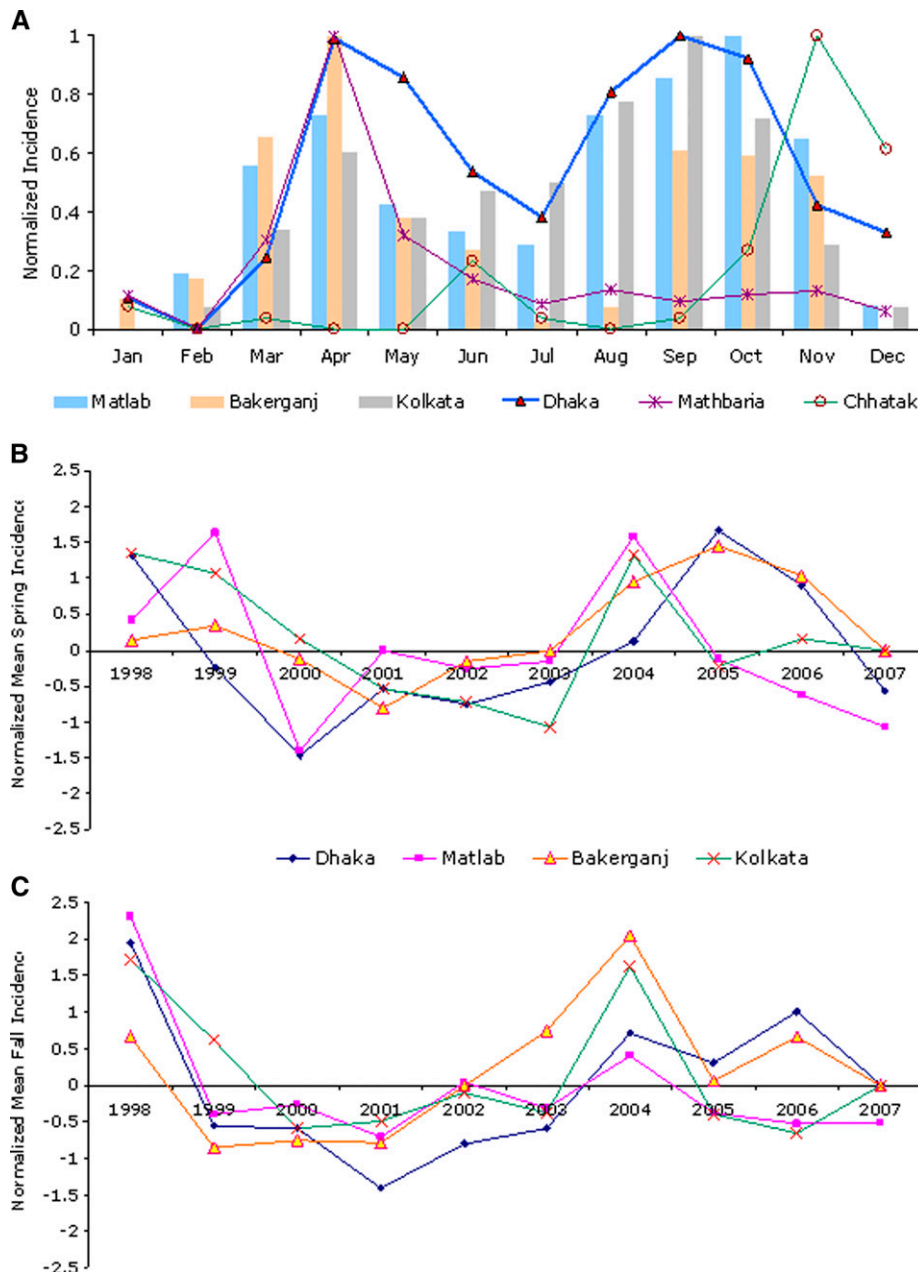 A
Normalized Incidence
1
0.8
0.6
0.4
0.2
0
Jan Feb Mar Apr May Jun Jul Aug Sep Oct Nov Dec
Matlab Bakerganj Kolkata Dhaka Mathbaria Chhatak
B
Normalized Mean Spring Incidenc
2.5
2
1.5
1
0.5
0
-0.5
-1
-1.5
-2
-2.5
1998 1999 2000 2001 2002 2003 2004 2005 2006 2007
Dhaka Matlab Bakerganj Kolkata
C
Normalized Mean Fall Incidenc
2.5
2
1.5
1
0.5
0
-0.5
-1
-1.5
-2
-2.5
1998 1999 2000 2001 2002 2003 2004 2005 2006 2007